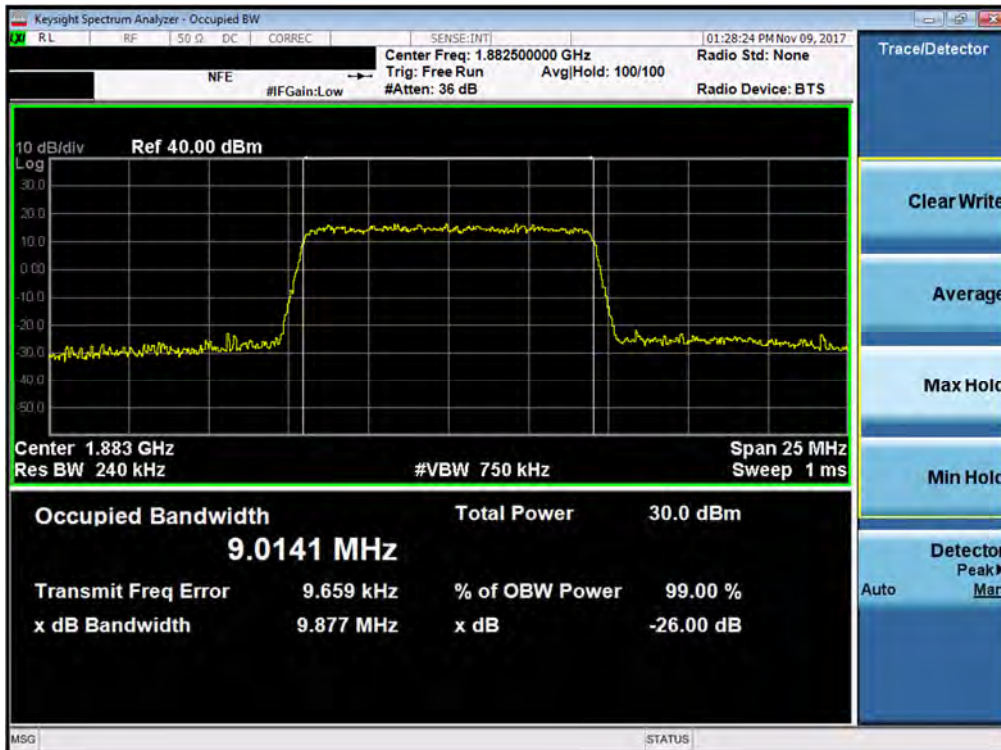 Keysight Spectrum Analyzer - Occupied BW
LXI RL RF 50 Ω DC CORREC SENSE:INT 01:28:24 PM Nov 09, 2017
Center Freq: 1.882500000 GHz Radio Std: None
NFE Trig: Free Run Avg|Hold: 100/100
#IFGain:Low #Atten: 36 dB Radio Device: BTS
10 dB/div Ref 40.00 dBm
Log
30.0
20.0
10.0
0.00
-10.0
-20.0
-30.0
-40.0
-50.0
Center 1.883 GHz Span 25 MHz
Res BW 240 kHz #VBW 750 kHz Sweep 1 ms
Occupied Bandwidth Total Power 30.0 dBm
9.0141 MHz
Transmit Freq Error 9.659 kHz % of OBW Power 99.00 %
x dB Bandwidth 9.877 MHz x dB -26.00 dB
MSG STATUS
Trace/Detector
Clear Write
Average
Max Hold
Min Hold
Detector
Peak▶
Auto Man